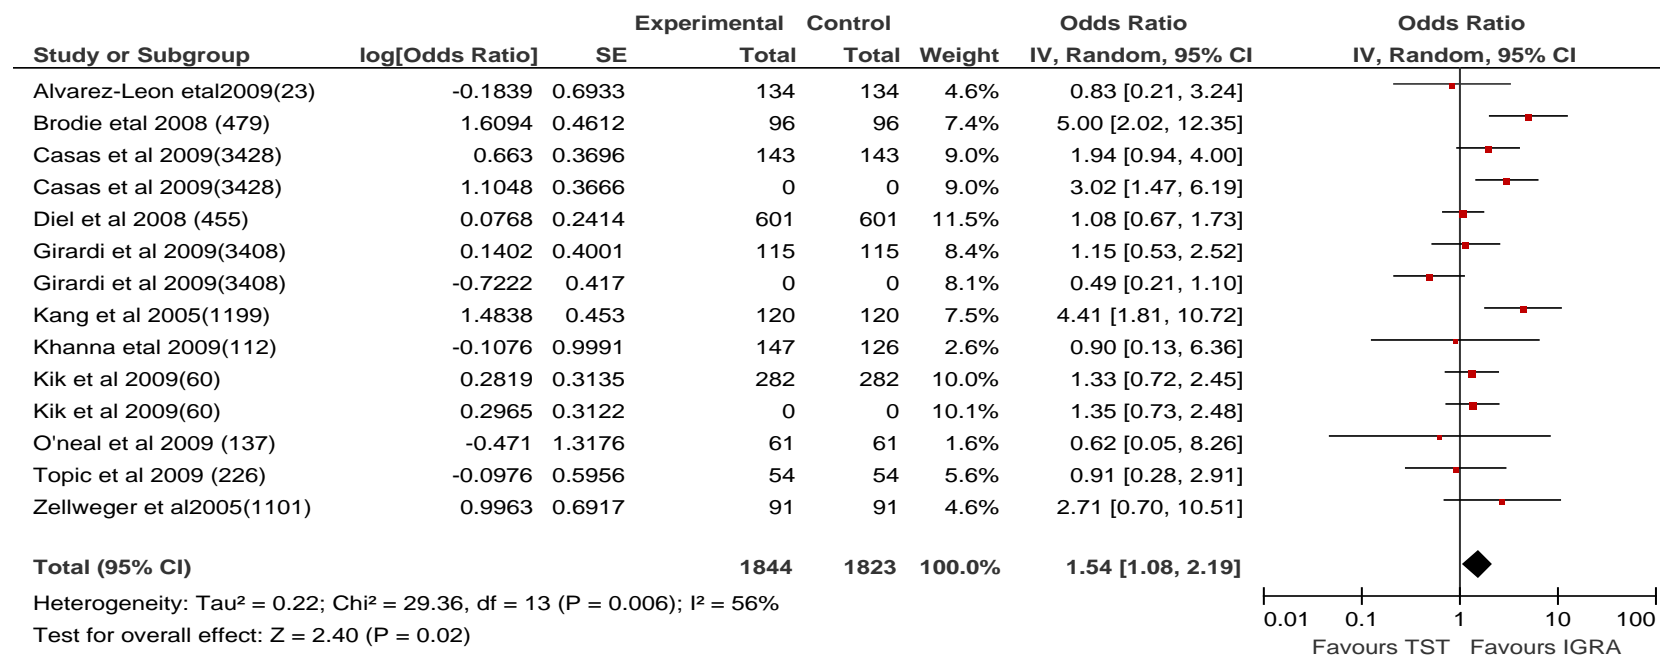 Experimental Control Odds Ratio Odds Ratio
Study or Subgroup log[Odds Ratio] SE Total Total Weight IV, Random, 95% CI IV, Random, 95% CI
Alvarez-Leon etal2009(23) -0.1839 0.6933 134 134 4.6% 0.83 [0.21, 3.24]
Brodie etal 2008 (479) 1.6094 0.4612 96 96 7.4% 5.00 [2.02, 12.35]
Casas et al 2009(3428) 0.663 0.3696 143 143 9.0% 1.94 [0.94, 4.00]
Casas et al 2009(3428) 1.1048 0.3666 0 0 9.0% 3.02 [1.47, 6.19]
Diel et al 2008 (455) 0.0768 0.2414 601 601 11.5% 1.08 [0.67, 1.73]
Girardi et al 2009(3408) 0.1402 0.4001 115 115 8.4% 1.15 [0.53, 2.52]
Girardi et al 2009(3408) -0.7222 0.417 0 0 8.1% 0.49 [0.21, 1.10]
Kang et al 2005(1199) 1.4838 0.453 120 120 7.5% 4.41 [1.81, 10.72]
Khanna etal 2009(112) -0.1076 0.9991 147 126 2.6% 0.90 [0.13, 6.36]
Kik et al 2009(60) 0.2819 0.3135 282 282 10.0% 1.33 [0.72, 2.45]
Kik et al 2009(60) 0.2965 0.3122 0 0 10.1% 1.35 [0.73, 2.48]
O'neal et al 2009 (137) -0.471 1.3176 61 61 1.6% 0.62 [0.05, 8.26]
Topic et al 2009 (226) -0.0976 0.5956 54 54 5.6% 0.91 [0.28, 2.91]
Zellweger et al2005(1101) 0.9963 0.6917 91 91 4.6% 2.71 [0.70, 10.51]
Total (95% CI) 1844 1823 100.0% 1.54 [1.08, 2.19]
Heterogeneity: Tau² = 0.22; Chi² = 29.36, df = 13 (P = 0.006); I² = 56%
Test for overall effect: Z = 2.40 (P = 0.02)
0.01 0.1 1 10 100
Favours TST Favours IGRA